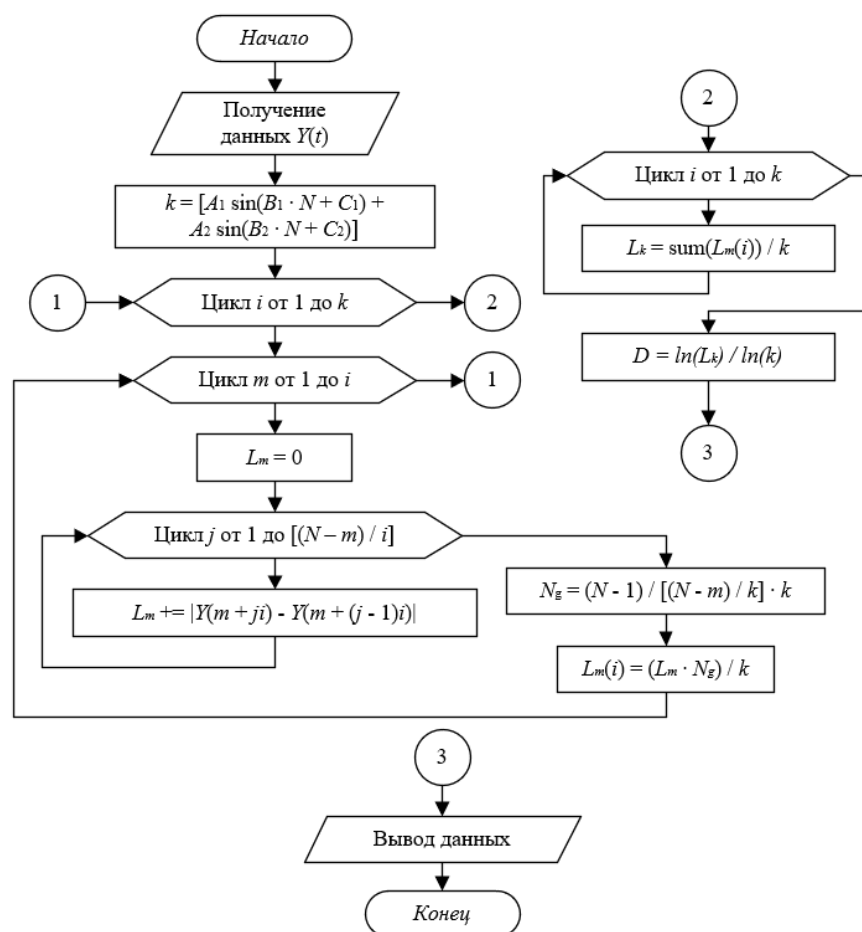 Начало
Получение
данных Y(t)
k = [A₁ sin(B₁ · N + C₁) +
A₂ sin(B₂ · N + C₂)]
1
Цикл i от 1 до k
2
Цикл m от 1 до i
1
Lₘ = 0
Цикл j от 1 до [(N – m) / i]
Lₘ += |Y(m + ji) - Y(m + (j - 1)i)|
N_g = (N - 1) / [(N - m) / k] · k
Lₘ(i) = (Lₘ · N_g) / k
2
Цикл i от 1 до k
Lₖ = sum(Lₘ(i)) / k
D = ln(Lₖ) / ln(k)
3
3
Вывод данных
Конец